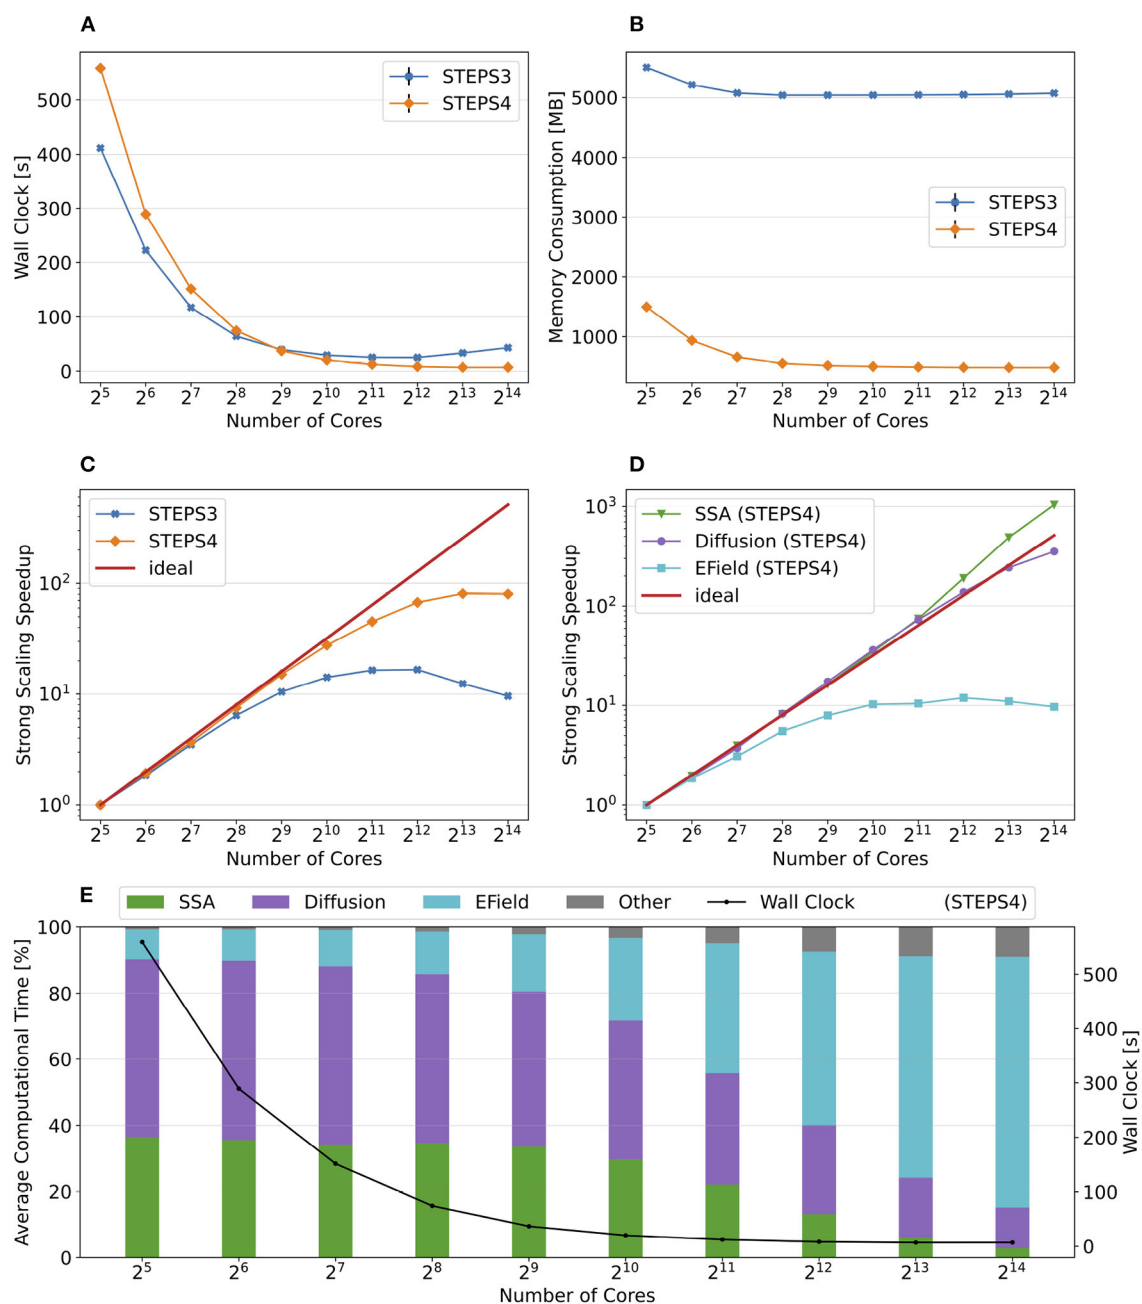 A
STEPS3
STEPS4
500
400
300
200
100
0
Wall Clock [s]
2^5 2^6 2^7 2^8 2^9 2^10 2^11 2^12 2^13 2^14
Number of Cores
B
STEPS3
STEPS4
5000
4000
3000
2000
1000
Memory Consumption [MB]
2^5 2^6 2^7 2^8 2^9 2^10 2^11 2^12 2^13 2^14
Number of Cores
C
STEPS3
STEPS4
ideal
10^2
10^1
10^0
Strong Scaling Speedup
2^5 2^6 2^7 2^8 2^9 2^10 2^11 2^12 2^13 2^14
Number of Cores
D
SSA (STEPS4)
Diffusion (STEPS4)
EField (STEPS4)
ideal
10^3
10^2
10^1
10^0
Strong Scaling Speedup
2^5 2^6 2^7 2^8 2^9 2^10 2^11 2^12 2^13 2^14
Number of Cores
E
SSA Diffusion EField Other Wall Clock (STEPS4)
100
80
60
40
20
0
Average Computational Time [%]
500
400
300
200
100
0
Wall Clock [s]
2^5 2^6 2^7 2^8 2^9 2^10 2^11 2^12 2^13 2^14
Number of Cores